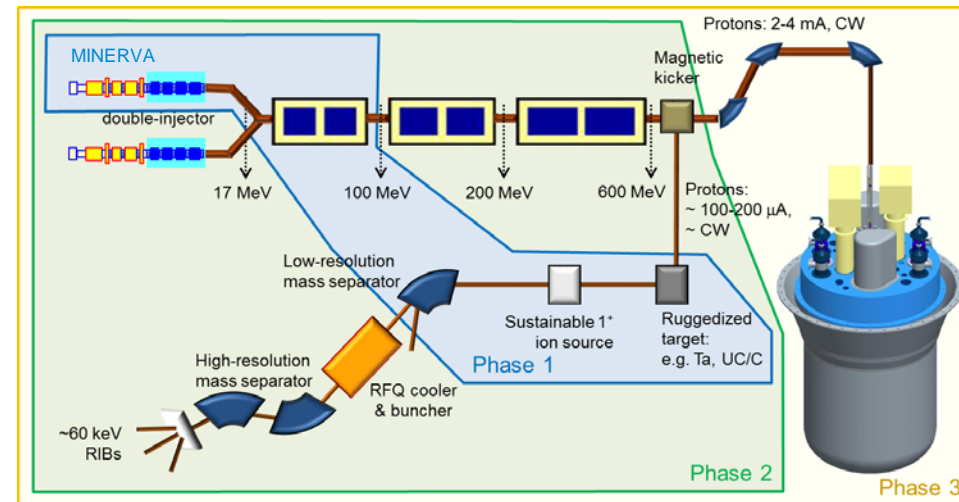 Protons: 2-4 mA, CW
MINERVA
Magnetic
kicker
double-injector
17 MeV
100 MeV
200 MeV
600 MeV
Protons:
~ 100-200 µA,
~ CW
Low-resolution
mass separator
Sustainable 1⁺
ion source
Ruggedized
target:
e.g. Ta, UC/C
High-resolution
mass separator
Phase 1
RFQ cooler
& buncher
~60 keV
RIBs
Phase 2
Phase 3